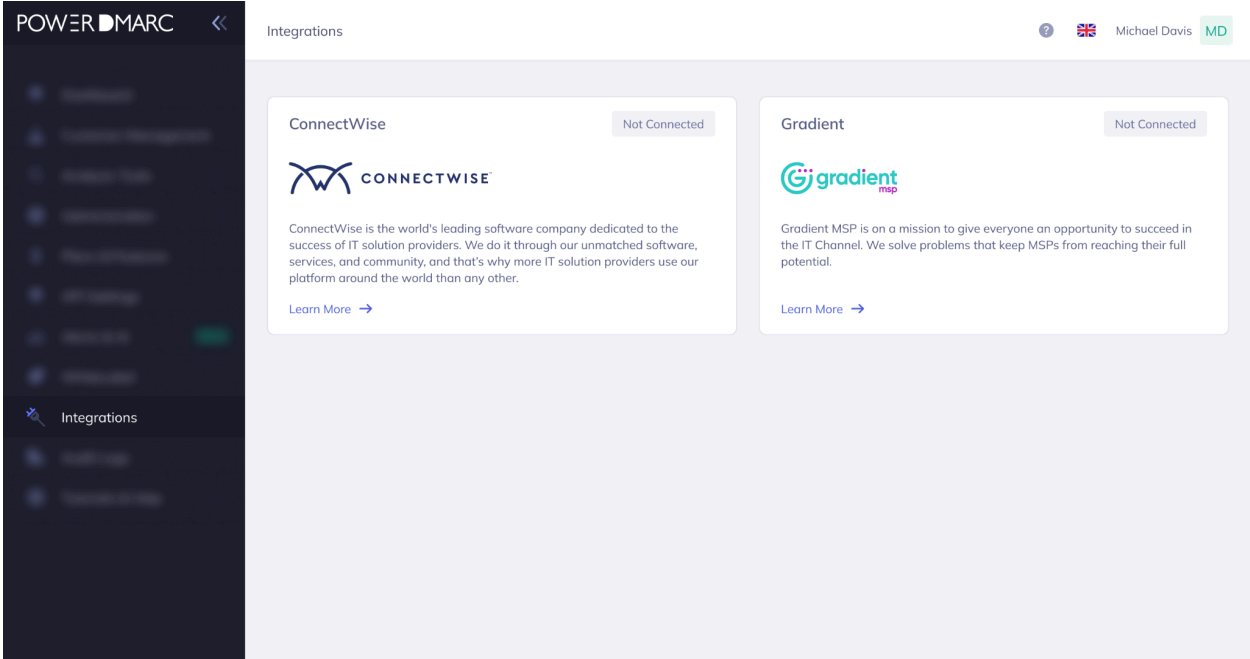 POWER DMARC
Integrations
Michael Davis MD
Integrations
ConnectWise
Not Connected
CONNECTWISE
ConnectWise is the world's leading software company dedicated to the
success of IT solution providers. We do it through our unmatched software,
services, and community, and that's why more IT solution providers use our
platform around the world than any other.
Learn More
Gradient
Not Connected
gradient
msp
Gradient MSP is on a mission to give everyone an opportunity to succeed in
the IT Channel. We solve problems that keep MSPs from reaching their full
potential.
Learn More